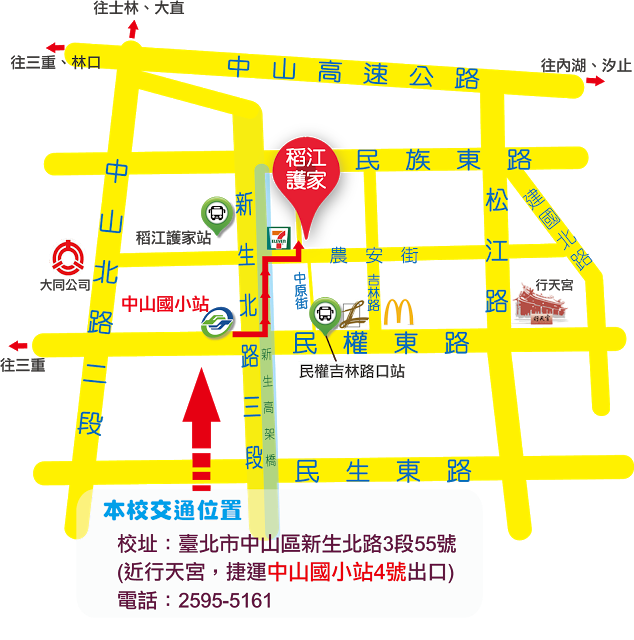 往士林、大直
往三重、林口
中山高速公路
往內湖、汐止
稻江
護家
民族東路
中山北路二段
新生北路三段
松江路
建國北路
7
ELEVEN
稻江護家站
農安街
大同公司
中山國小站
中原街
吉林路
行天宮
行天宮
往三重
民權東路
新生高架橋
民權吉林路口站
民生東路
本校交通位置
校址：臺北市中山區新生北路3段55號
(近行天宮，捷運中山國小站4號出口)
電話：2595-5161